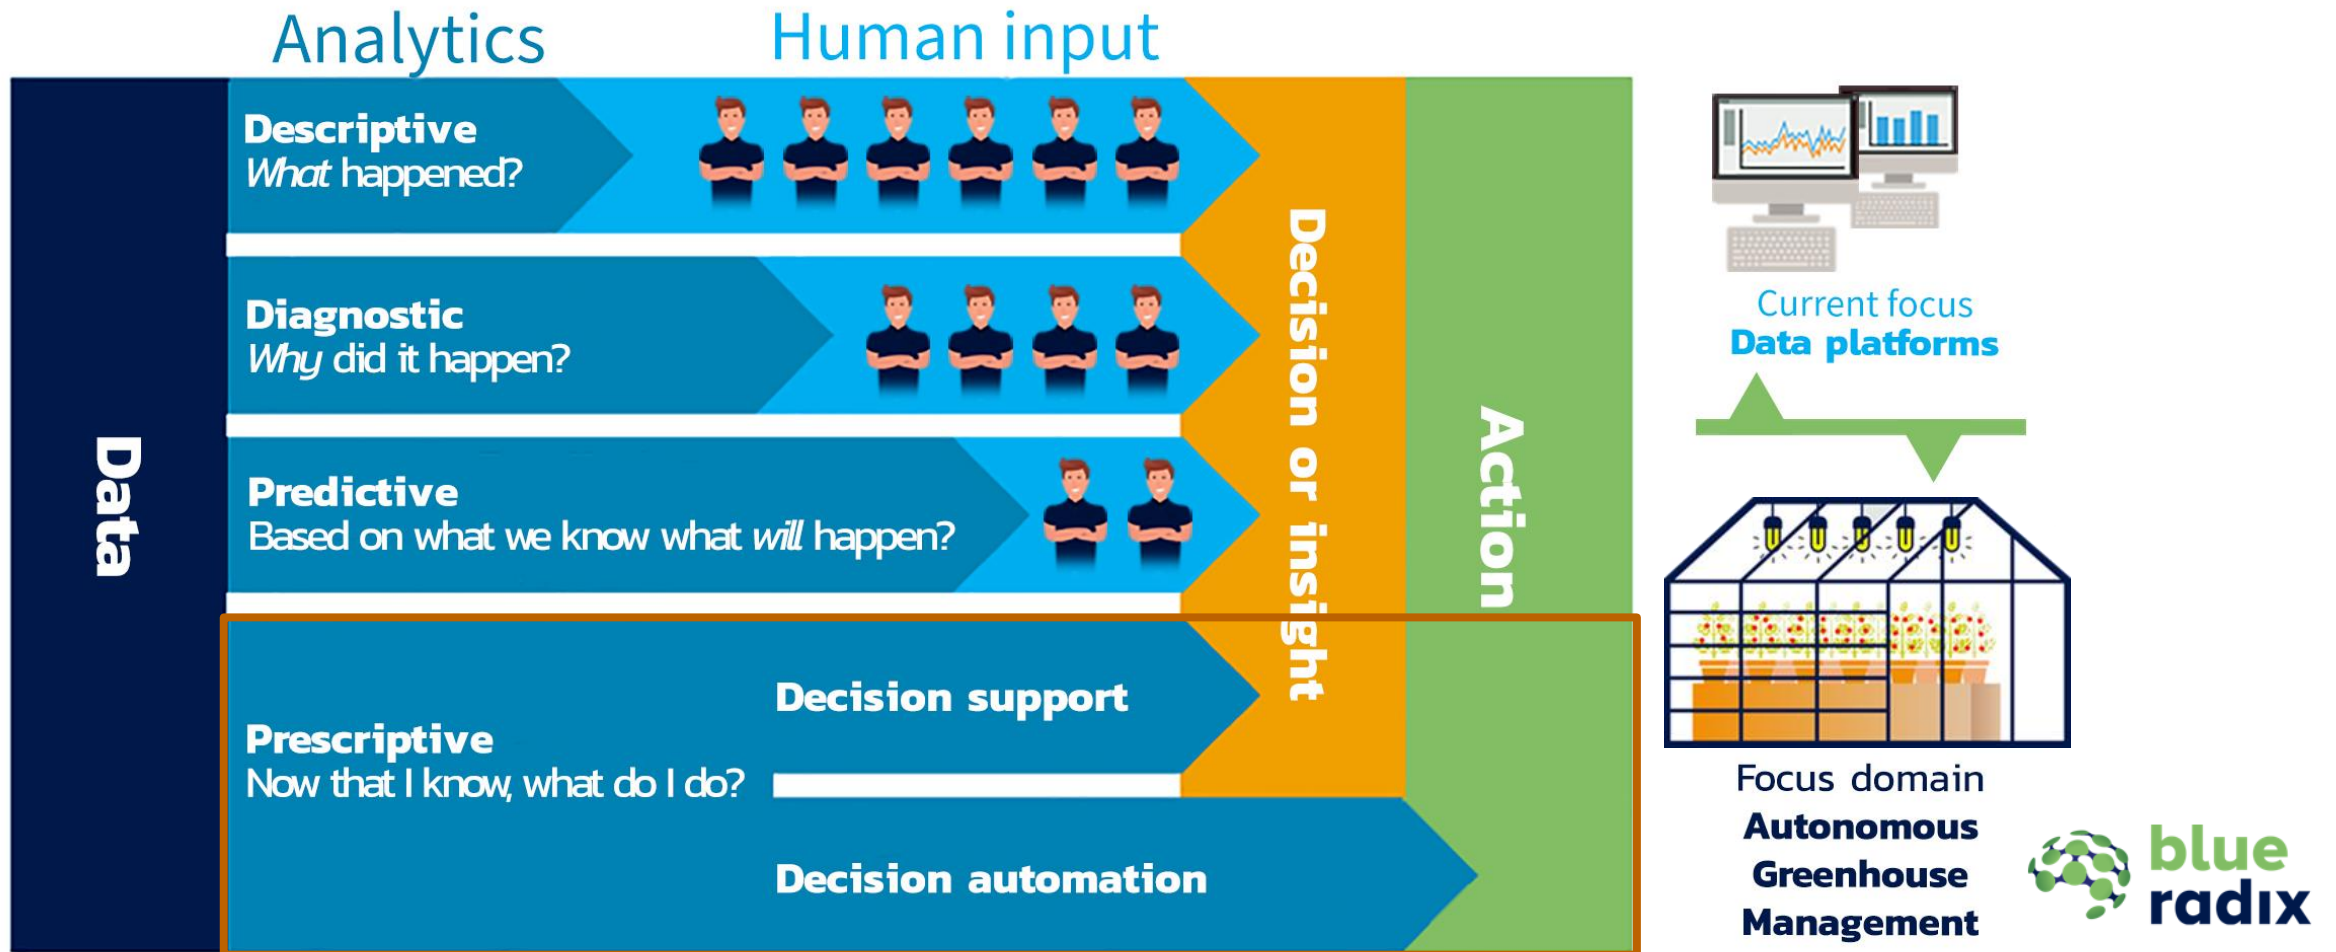 Analytics
Human input
Data
Descriptive
What happened?
Diagnostic
Why did it happen?
Predictive
Based on what we know what will happen?
Prescriptive
Now that I know, what do I do?
Decision support
Decision automation
Decision or insight
Action
Current focus
Data platforms
Focus domain
Autonomous
Greenhouse
Management
blue
radix